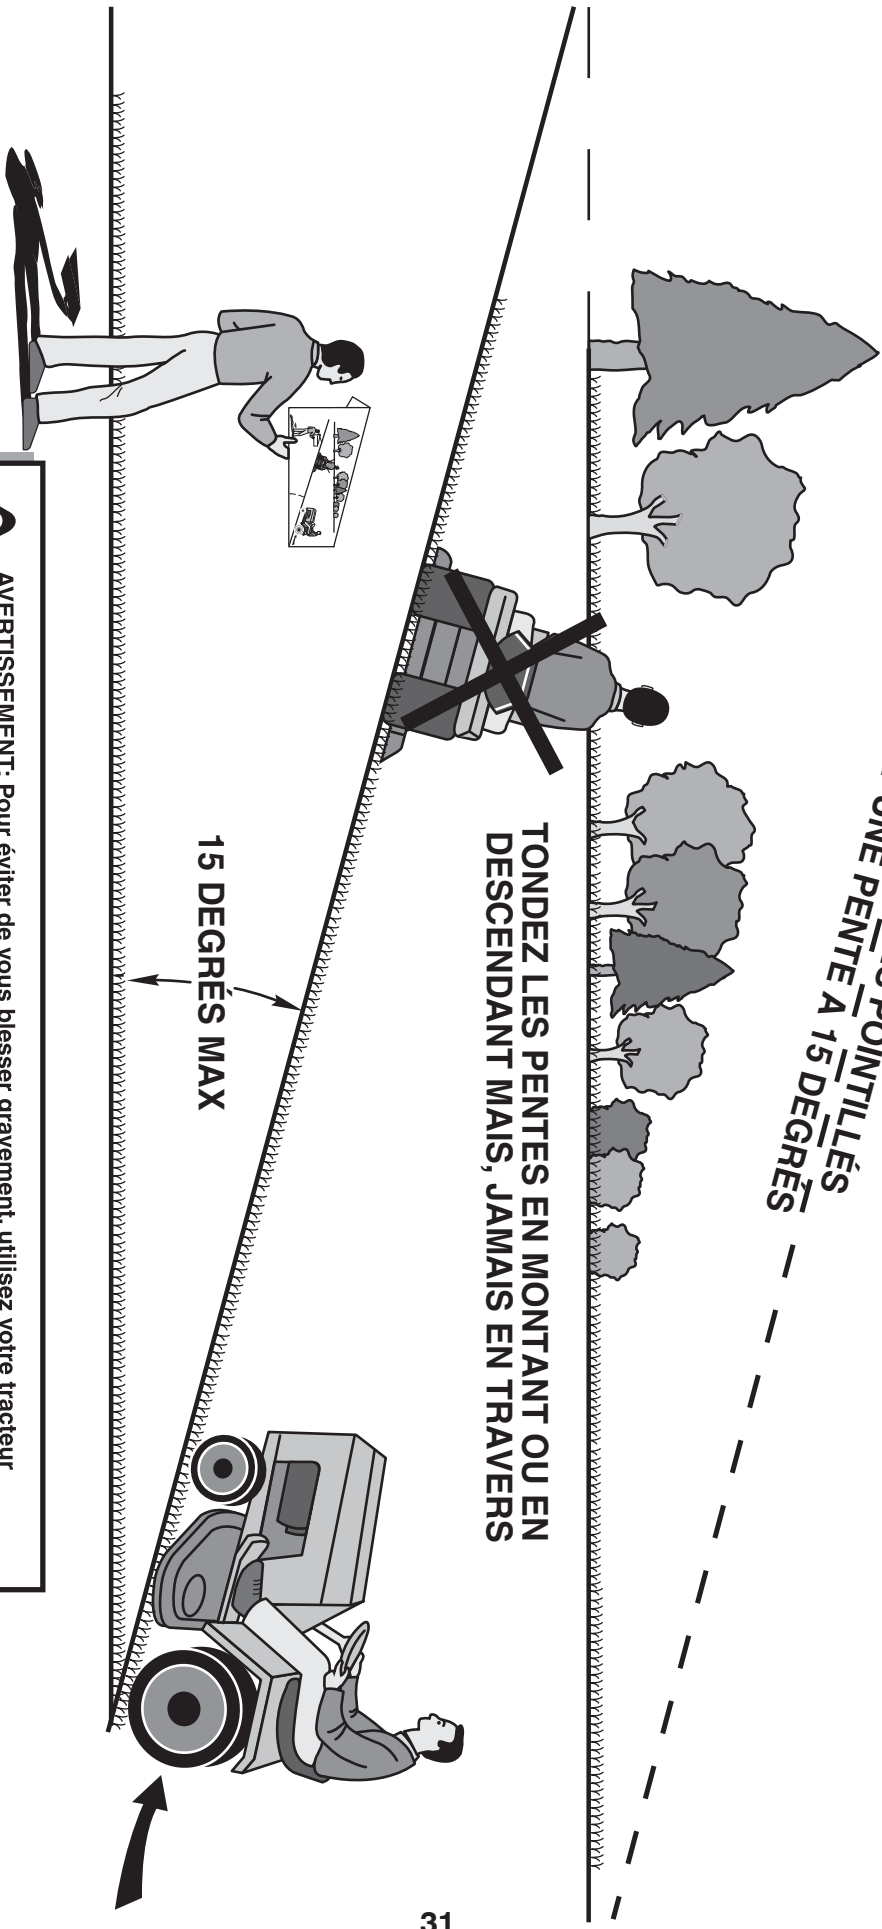 POINTILLÉS
UNE PENTE A 15 DEGRÉS
TONDEZ LES PENTES EN MONTANT OU EN
DESCENDANT MAIS, JAMAIS EN TRAVERS
15 DEGRÉS MAX
AVERTISSEMENT: Pour éviter de vous blesser gravement, utilisez votre tracteur
31